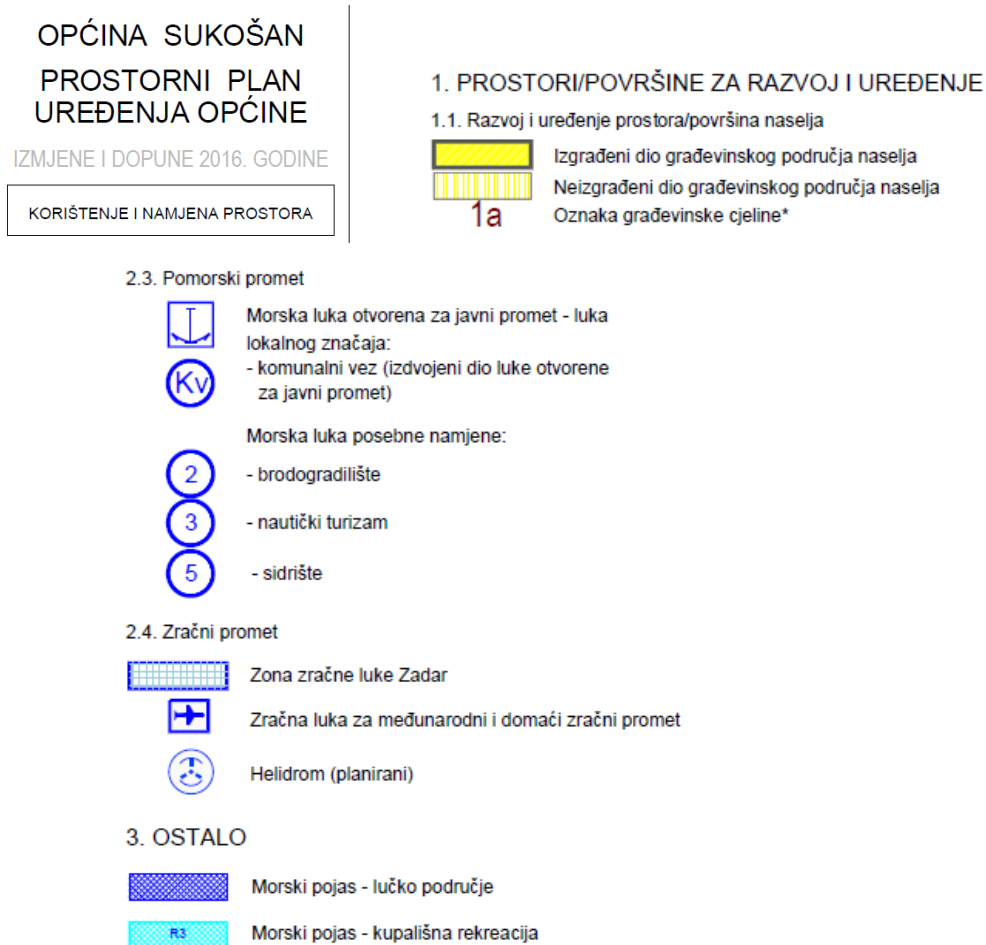 OPĆINA SUKOŠAN
PROSTORNI PLAN
UREĐENJA OPĆINE
IZMJENE I DOPUNE 2016. GODINE
KORIŠTENJE I NAMJENA PROSTORA
1. PROSTORI/POVRŠINE ZA RAZVOJ I UREĐENJE
1.1. Razvoj i uređenje prostora/površina naselja
Izgrađeni dio građevinskog područja naselja
Neizgrađeni dio građevinskog područja naselja
1a Oznaka građevinske cjeline*
2.3. Pomorski promet
Morska luka otvorena za javni promet - luka
lokalnog značaja:
Kv - komunalni vez (izdvojeni dio luke otvorene
za javni promet)
Morska luka posebne namjene:
2 - brodogradilište
3 - nautički turizam
5 - sidrište
2.4. Zračni promet
Zona zračne luke Zadar
Zračna luka za međunarodni i domaći zračni promet
Helidrom (planirani)
3. OSTALO
Morski pojas - lučko područje
R3 Morski pojas - kupališna rekreacija